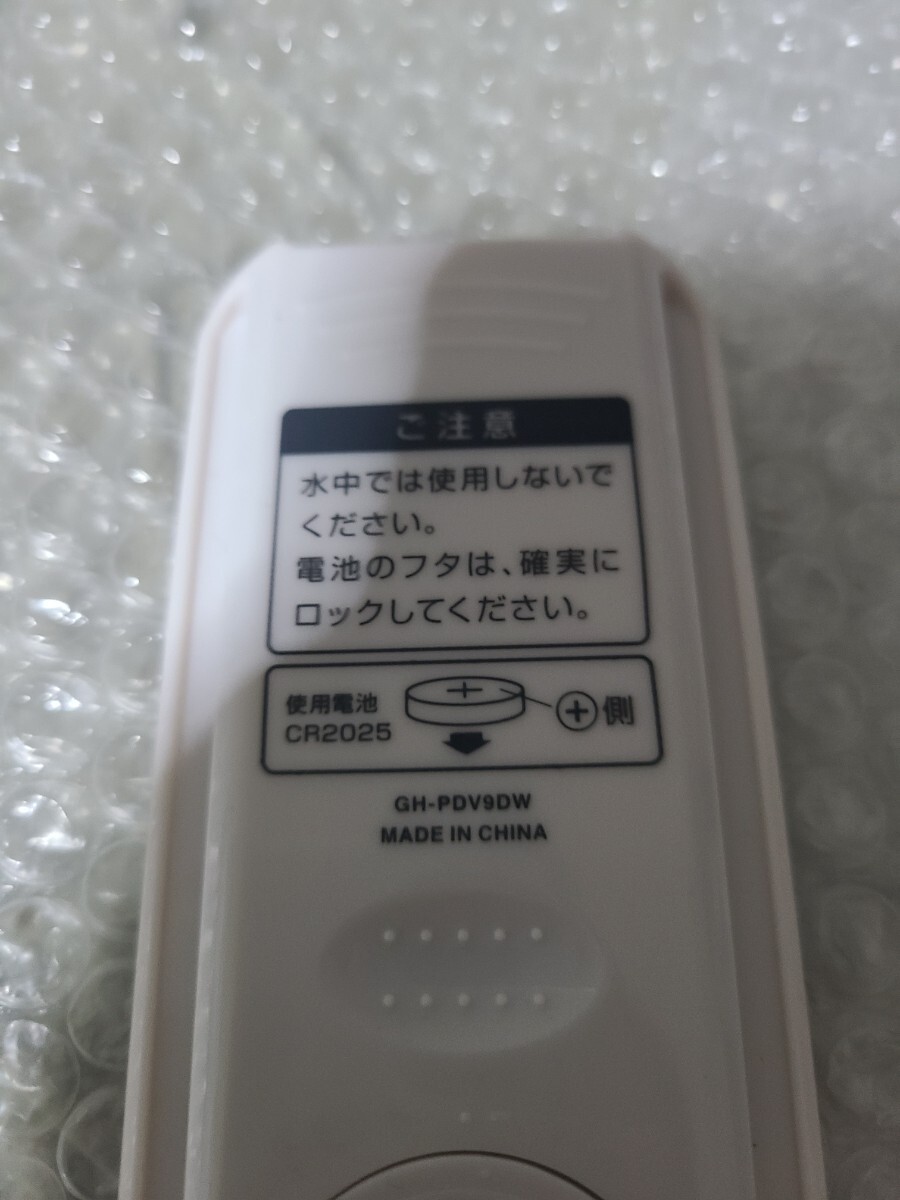 ご注意
水中では使用しないで
ください。
電池のフタは、確実に
ロックしてください。
使用電池
CR2025
+
+側
GH-PDV9DW
MADE IN CHINA